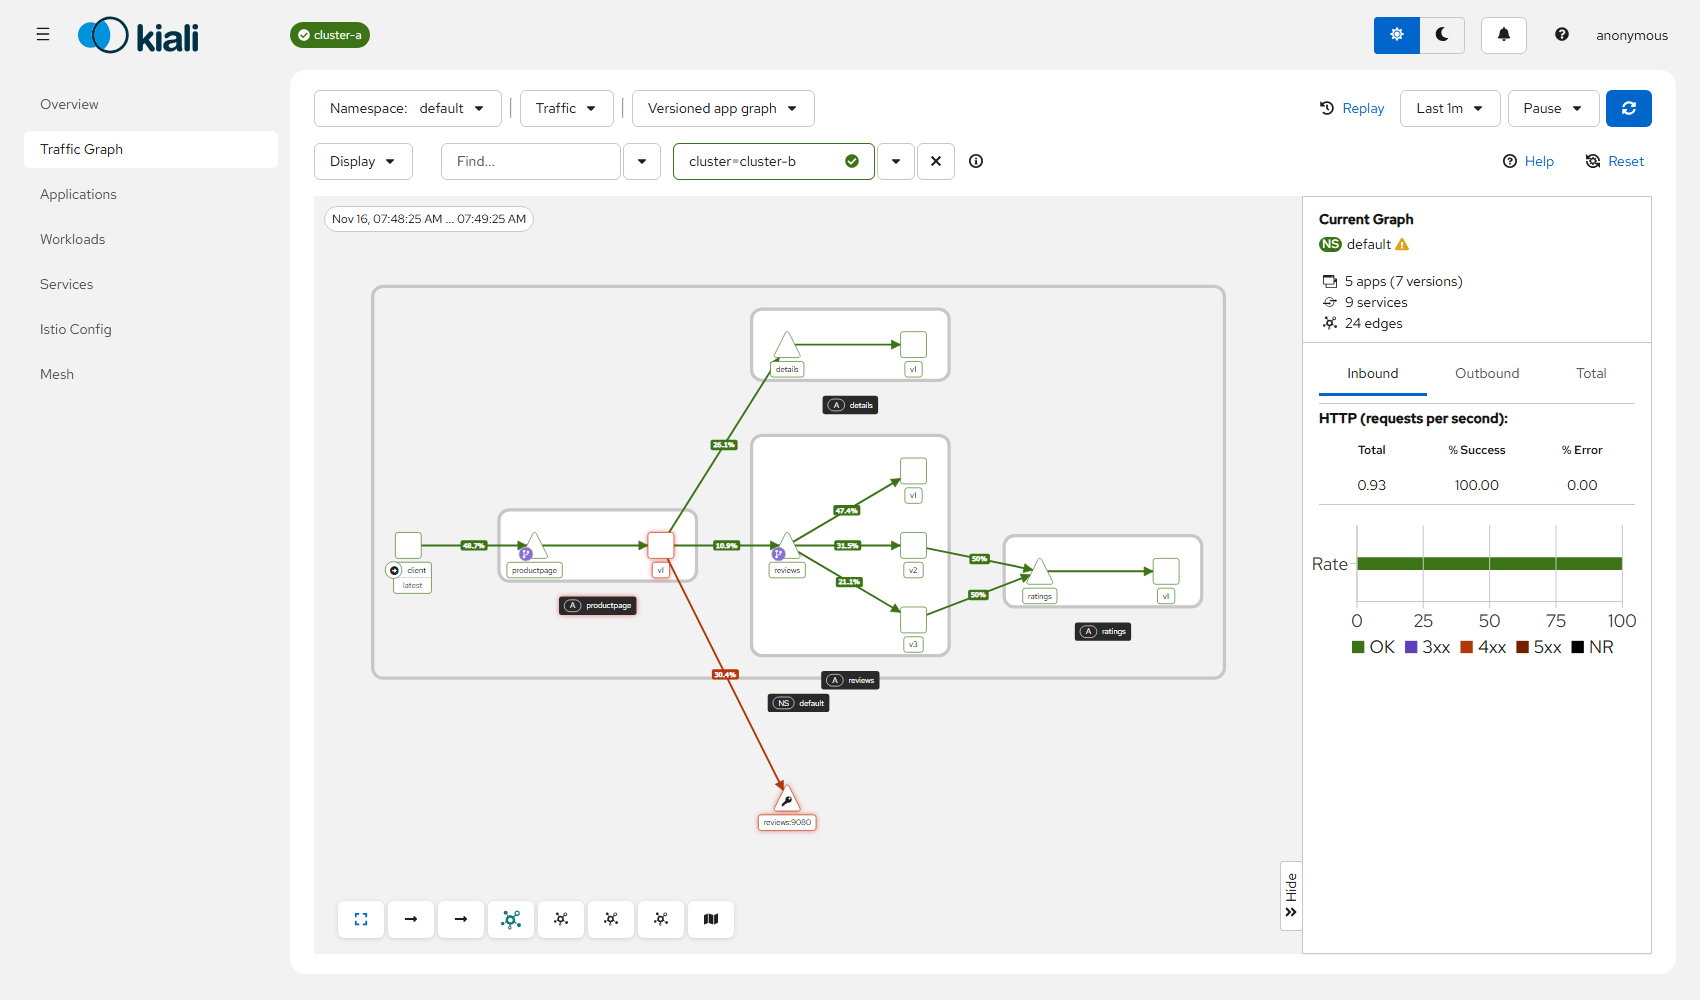 kiali
cluster-a
anonymous
Overview
Traffic Graph
Applications
Workloads
Services
Istio Config
Mesh
Namespace: default
Traffic
Versioned app graph
Replay
Last 1m
Pause
Display
Find...
cluster=cluster-b
Help
Reset
Nov 16, 07:48:25 AM ... 07:49:25 AM
details
v1
A details
26.1%
v1
47.4%
client
latest
48.7%
productpage
v1
A productpage
10.9%
reviews
31.5%
v2
21.1%
v3
50%
50%
ratings
v1
A ratings
30.4%
A reviews
NS default
reviews:9080
Hide
Current Graph
NS default
5 apps (7 versions)
9 services
24 edges
Inbound
Outbound
Total
HTTP (requests per second):
Total % Success % Error
0.93 100.00 0.00
Rate
0 25 50 75 100
OK 3xx 4xx 5xx NR